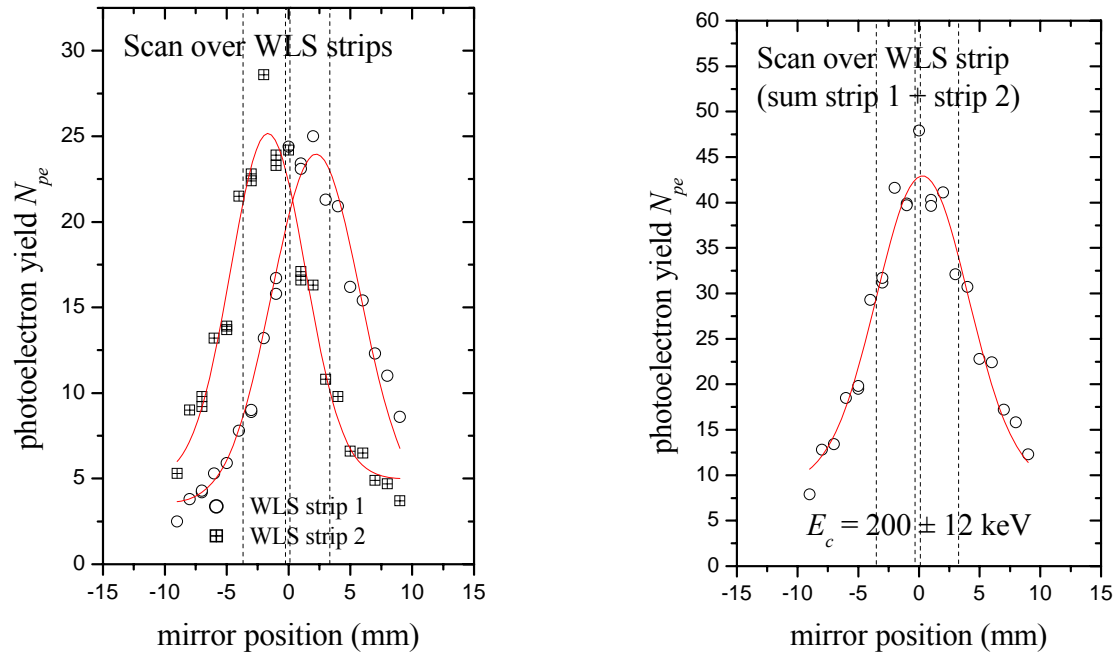 Scan over WLS strips
30
25
20
15
10
5
0
photoelectron yield N_pe
WLS strip 1
WLS strip 2
-15 -10 -5 0 5 10 15
mirror position (mm)
Scan over WLS strip
(sum strip 1 + strip 2)
60
55
50
45
40
35
30
25
20
15
10
5
0
photoelectron yield N_pe
E_c = 200 ± 12 keV
-15 -10 -5 0 5 10 15
mirror position (mm)